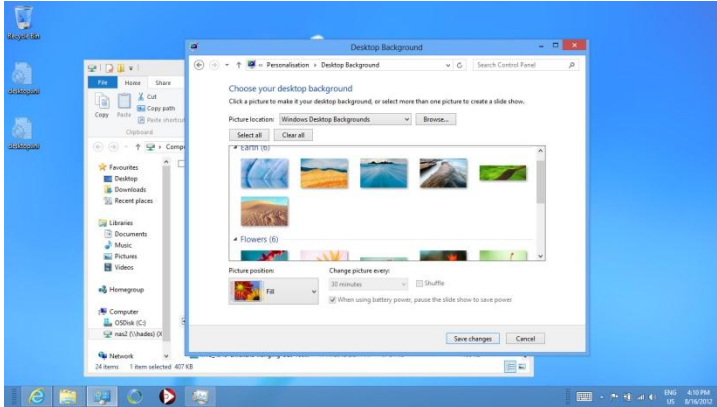 Recycle Bin
desktop.ini
desktop.ini
File Home Share
Copy Paste
Cut
Copy path
Paste shortcut
Clipboard
Favourites
Desktop
Downloads
Recent places
Libraries
Documents
Music
Pictures
Videos
Homegroup
Computer
OSDisk (C:)
nas2 (\\hades) (X
Network
24 items 1 item selected 407 KB
Desktop Background
« Personalisation ▸ Desktop Background
Search Control Panel
Choose your desktop background
Click a picture to make it your desktop background, or select more than one picture to create a slide show.
Picture location: Windows Desktop Backgrounds Browse...
Select all Clear all
Earth (6)
Flowers (6)
Picture position: Change picture every:
Fill 30 minutes Shuffle
When using battery power, pause the slide show to save power
Save changes Cancel
ENG 4:10 PM
US 8/16/2012